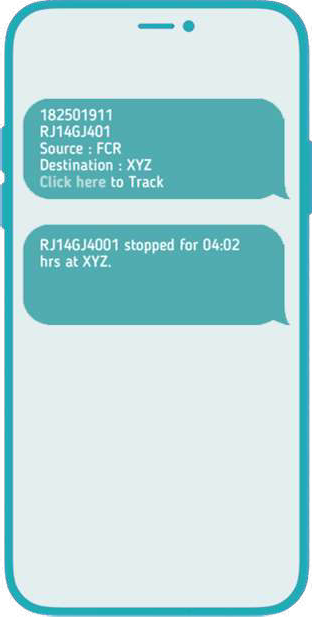 182501911
RJ14GJ401
Source : FCR
Destination : XYZ
Click here to Track
RJ14GJ4001 stopped for 04:02
hrs at XYZ.